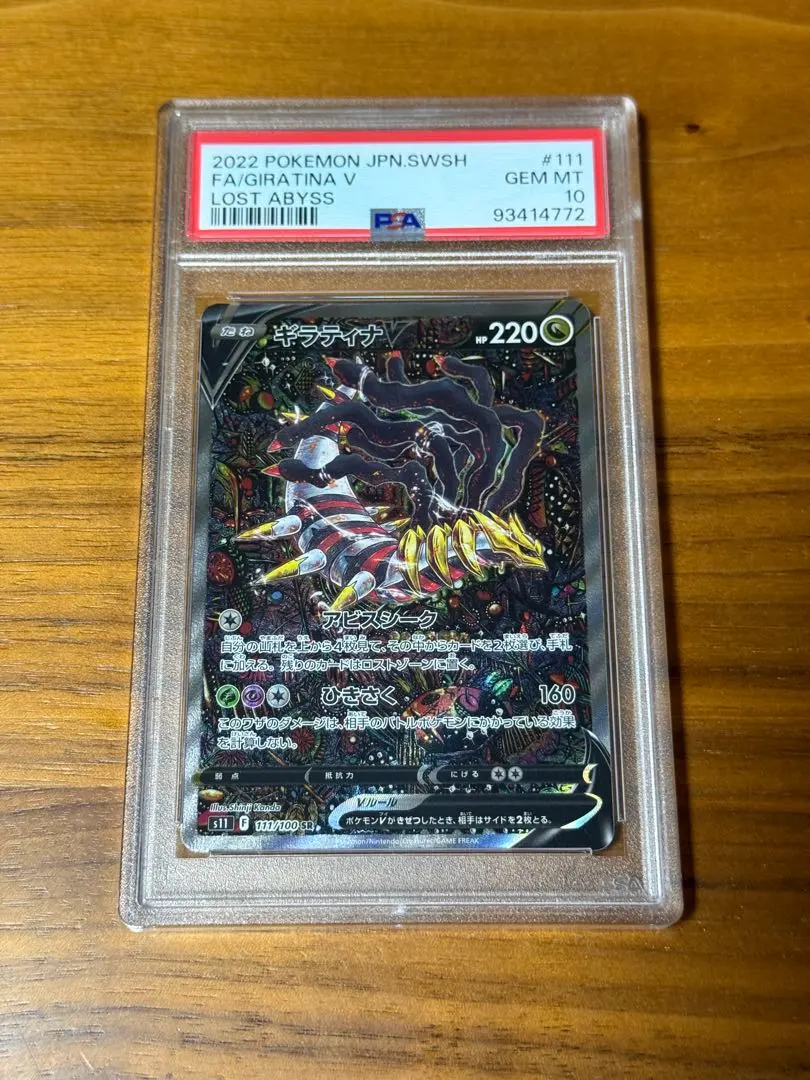 2022 POKEMON JPN.SWSH #111
FA/GIRATINA V GEM MT
LOST ABYSS 10
PSA 93414772
たね ギラティナV HP 220
アビスシーク
自分の山札を上から4枚見て、その中からカードを2枚選び、手札
に加える。残りのカードはロストゾーンに置く。
ひきさく 160
このワザのダメージは、相手のバトルポケモンにかかっている効果
を計算しない。
弱点 抵抗力 にげる
Illus. Shinji Kanda
Vルール
ポケモンVがきぜつしたとき、相手はサイドを2枚とる。
s11 F 111/100 SR
Pokémon/Nintendo/Creatures/GAME FREAK